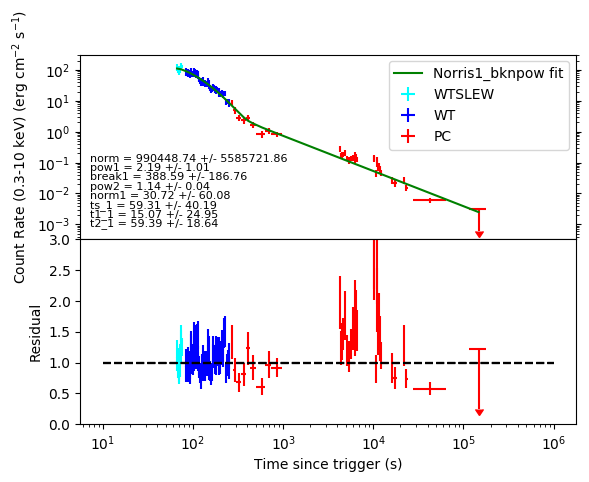 Count Rate (0.3-10 keV) (erg cm⁻² s⁻¹)
10²
10¹
10⁰
10⁻¹
10⁻²
10⁻³
Norris1_bknpow fit
WTSLEW
WT
PC
norm = 990448.74 +/- 5585721.86
pow1 = 2.19 +/- 1.01
break1 = 388.59 +/- 186.76
pow2 = 1.14 +/- 0.04
norm1 = 30.72 +/- 60.08
ts_1 = 59.31 +/- 40.19
t1_1 = 15.07 +/- 24.95
t2_1 = 59.39 +/- 18.64
Residual
3.0
2.5
2.0
1.5
1.0
0.5
0.0
10¹ 10² 10³ 10⁴ 10⁵ 10⁶
Time since trigger (s)